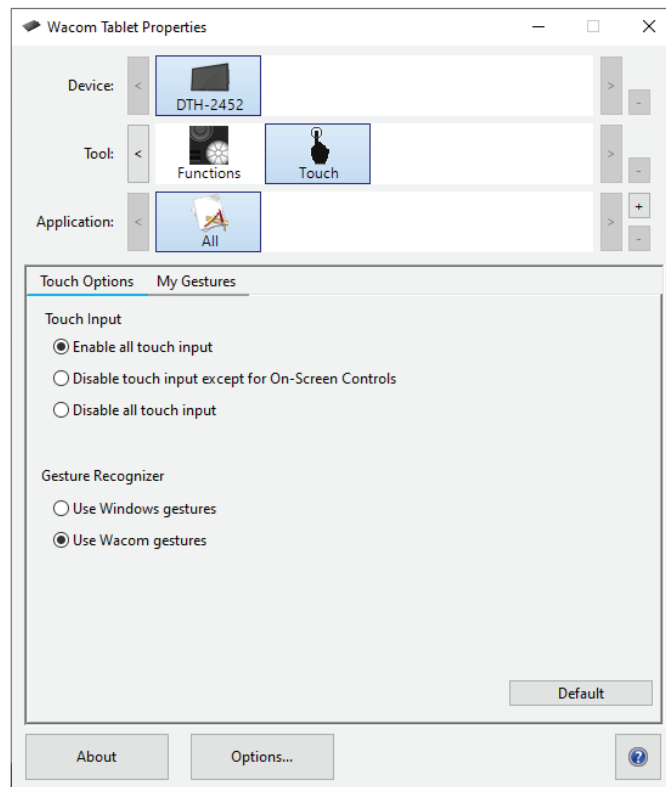 Wacom Tablet Properties
Device:
<
DTH-2452
>
-
Tool:
<
Functions
Touch
>
-
Application:
<
All
>
+
-
Touch Options My Gestures
Touch Input
Enable all touch input
Disable touch input except for On-Screen Controls
Disable all touch input
Gesture Recognizer
Use Windows gestures
Use Wacom gestures
Default
About Options... ?